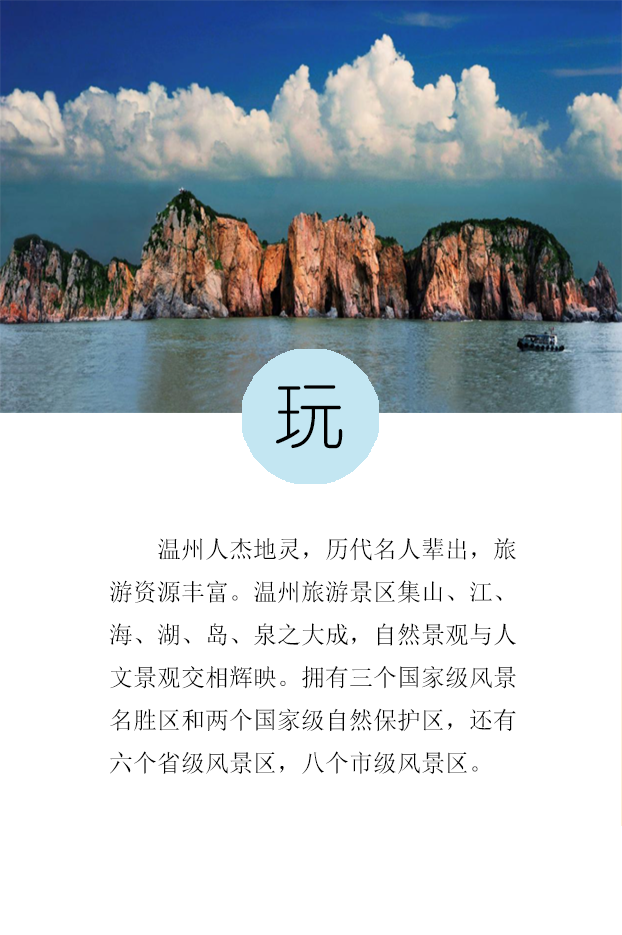 玩
温州人杰地灵，历代名人辈出，旅
游资源丰富。温州旅游景区集山、江、
海、湖、岛、泉之大成，自然景观与人
文景观交相辉映。拥有三个国家级风景
名胜区和两个国家级自然保护区，还有
六个省级风景区，八个市级风景区。